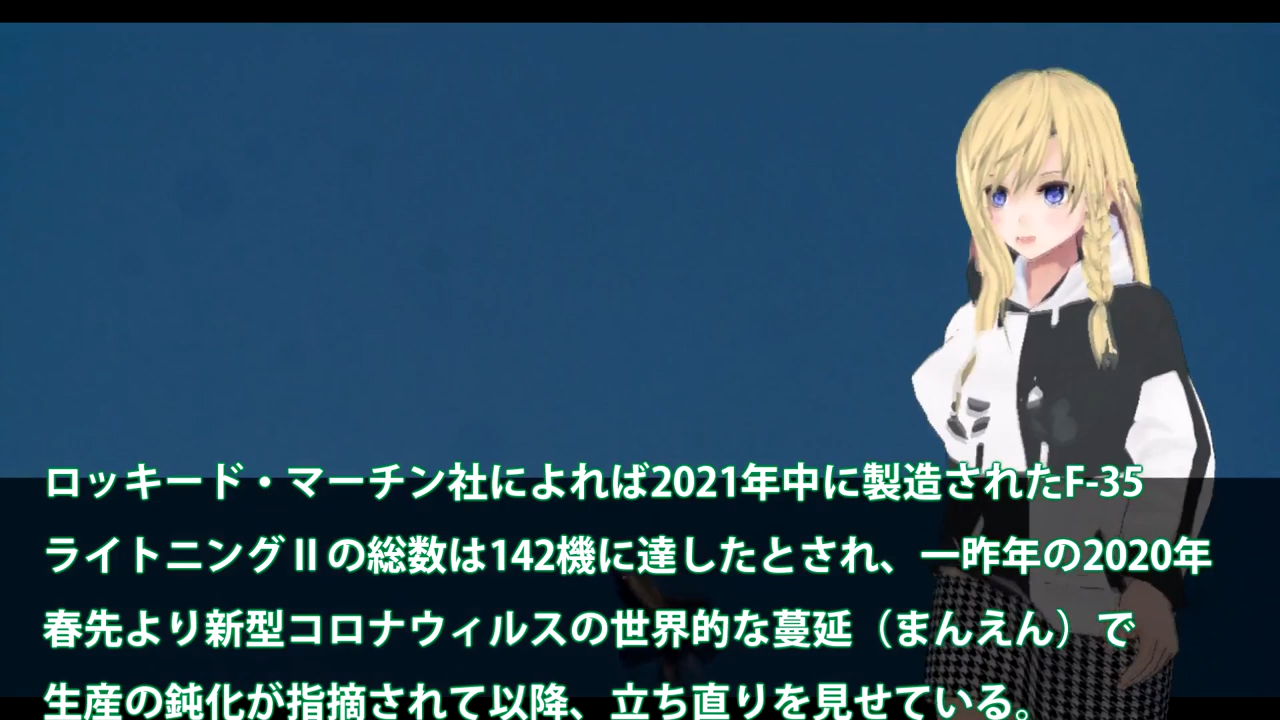 ロッキード・マーチン社によれば2021年中に製造されたF-35
ライトニングⅡの総数は142機に達したとされ、一昨年の2020年
春先より新型コロナウィルスの世界的な蔓延（まんえん）で
生産の鈍化が指摘されて以降、立ち直りを見せている。